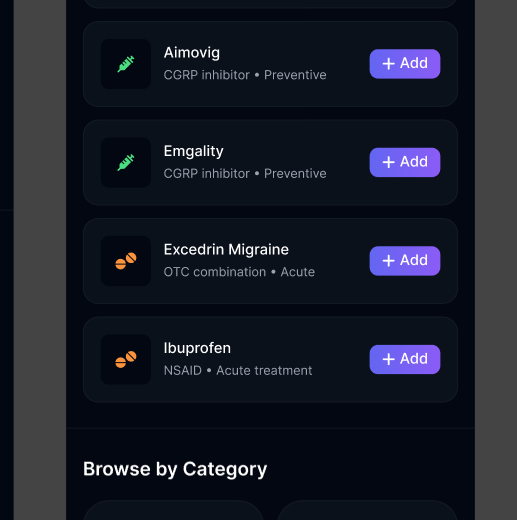 Aimovig
CGRP inhibitor • Preventive
+ Add
Emgality
CGRP inhibitor • Preventive
+ Add
Excedrin Migraine
OTC combination • Acute
+ Add
Ibuprofen
NSAID • Acute treatment
+ Add
Browse by Category